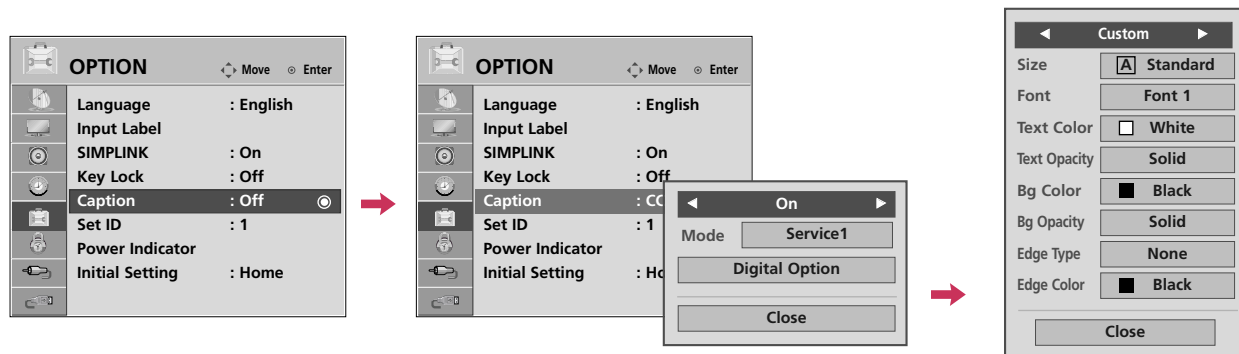 OPTION Move Enter
Language : English
Input Label
SIMPLINK : On
Key Lock : Off
Caption : Off
Set ID : 1
Power Indicator
Initial Setting : Home
OPTION Move Enter
Language : English
Input Label
SIMPLINK : On
Key Lock : Off
Caption : CC
Set ID : 1
Power Indicator
Initial Setting : Ho
On
Mode Service1
Digital Option
Close
Custom
Size A Standard
Font Font 1
Text Color White
Text Opacity Solid
Bg Color Black
Bg Opacity Solid
Edge Type None
Edge Color Black
Close